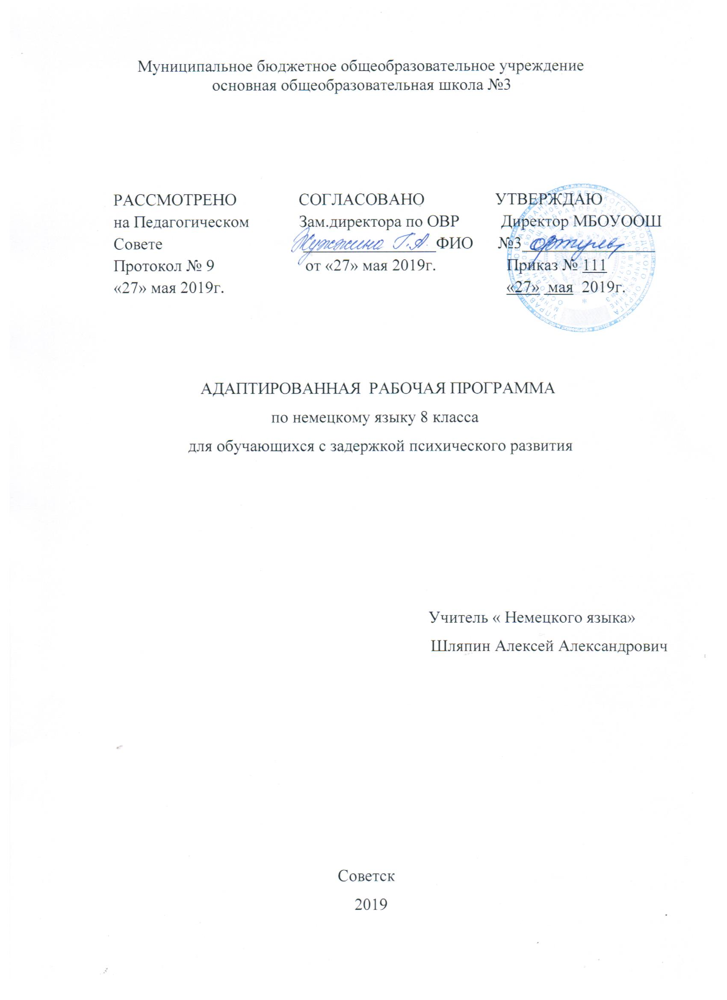 Муниципальное бюджетное общеобразовательное учреждение
основная общеобразовательная школа №3
РАССМОТРЕНО
на Педагогическом
Совете
Протокол № 9
«27» мая 2019г.
СОГЛАСОВАНО
Зам.директора по ОВР
Жужжина Г.А. ФИО
от «27» мая 2019г.
УТВЕРЖДАЮ
Директор МБОУООШ
№3
Приказ № 111
«27» мая 2019г.
АДАПТИРОВАННАЯ РАБОЧАЯ ПРОГРАММА
по немецкому языку 8 класса
для обучающихся с задержкой психического развития
Учитель « Немецкого языка»
Шляпин Алексей Александрович
Советск
2019